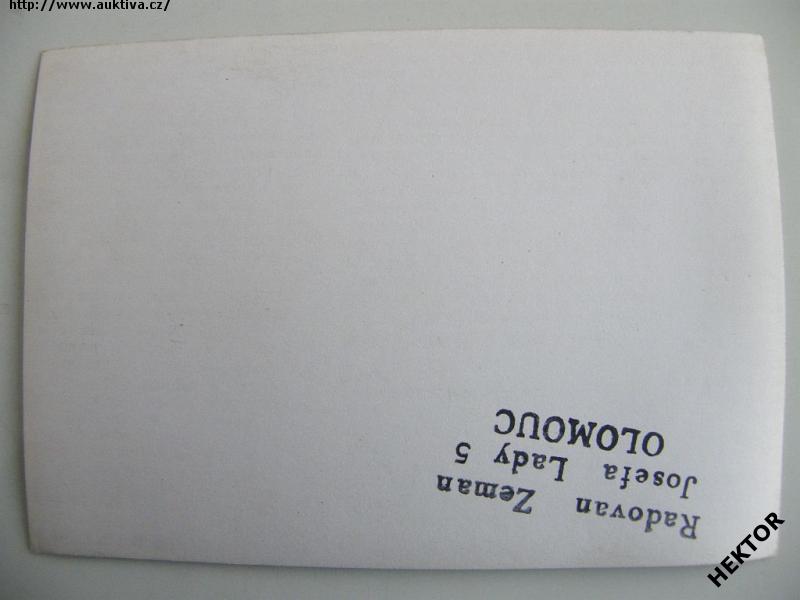 http://www.auktiva.cz/
Radovan Zeman
Josefa Lady 5
OLOMOUC
HEKTOR